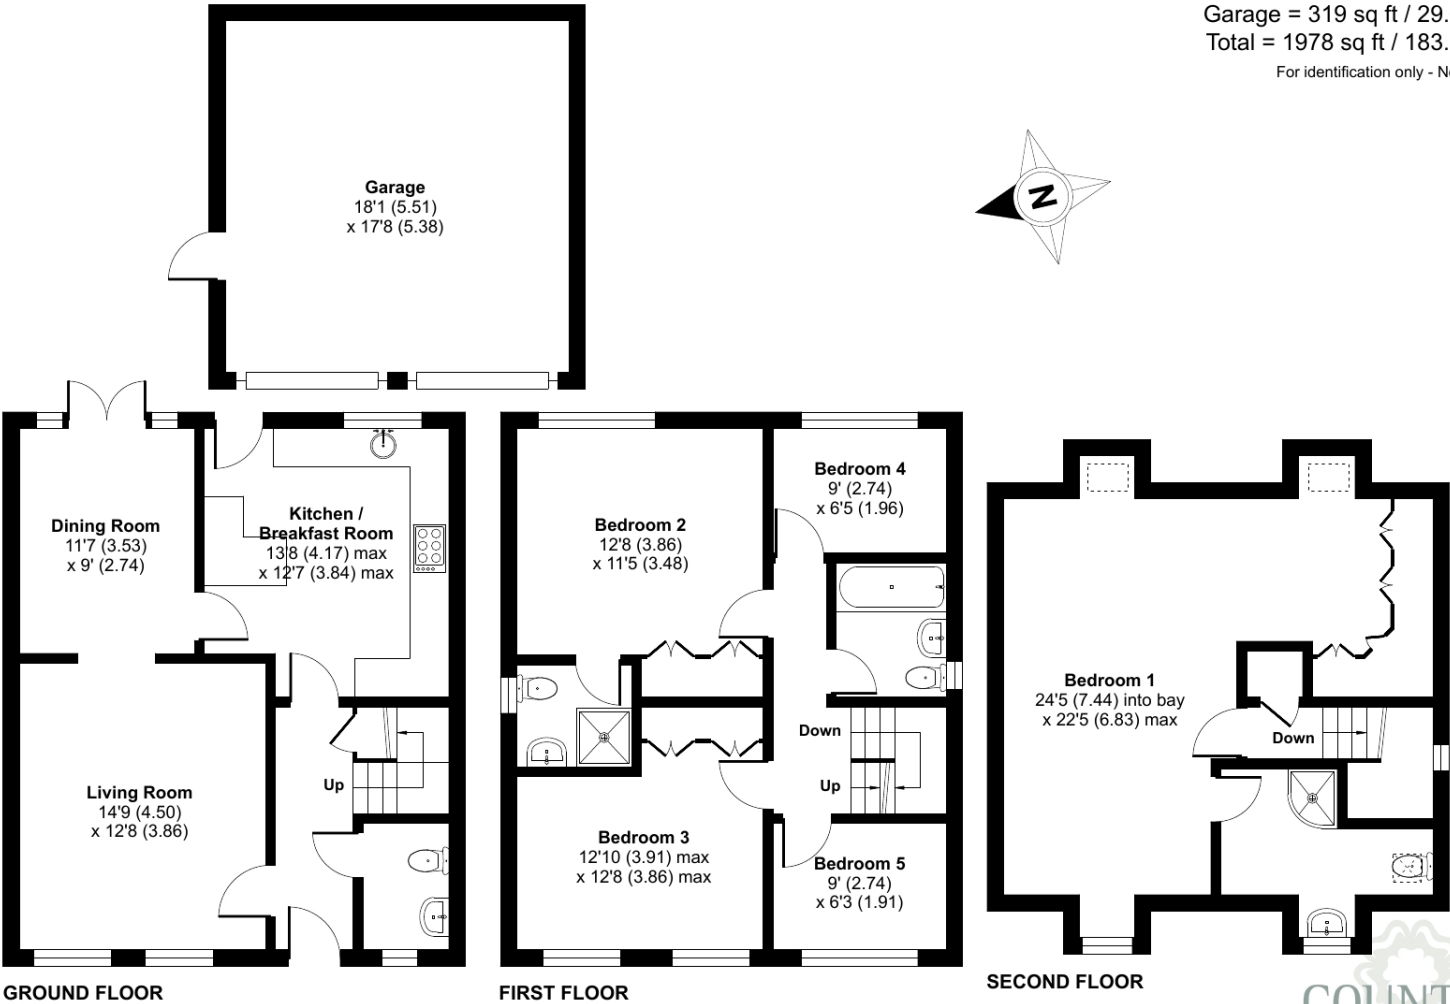 Garage = 319 sq ft / 29.
Total = 1978 sq ft / 183.
For identification only - N
Garage
18'1 (5.51)
x 17'8 (5.38)
N
Dining Room
11'7 (3.53)
x 9' (2.74)
Kitchen /
Breakfast Room
13'8 (4.17) max
x 12'7 (3.84) max
Living Room
14'9 (4.50)
x 12'8 (3.86)
Up
GROUND FLOOR
Bedroom 2
12'8 (3.86)
x 11'5 (3.48)
Bedroom 4
9' (2.74)
x 6'5 (1.96)
Down
Up
Bedroom 3
12'10 (3.91) max
x 12'8 (3.86) max
Bedroom 5
9' (2.74)
x 6'3 (1.91)
FIRST FLOOR
Bedroom 1
24'5 (7.44) into bay
x 22'5 (6.83) max
Down
SECOND FLOOR
COUNT